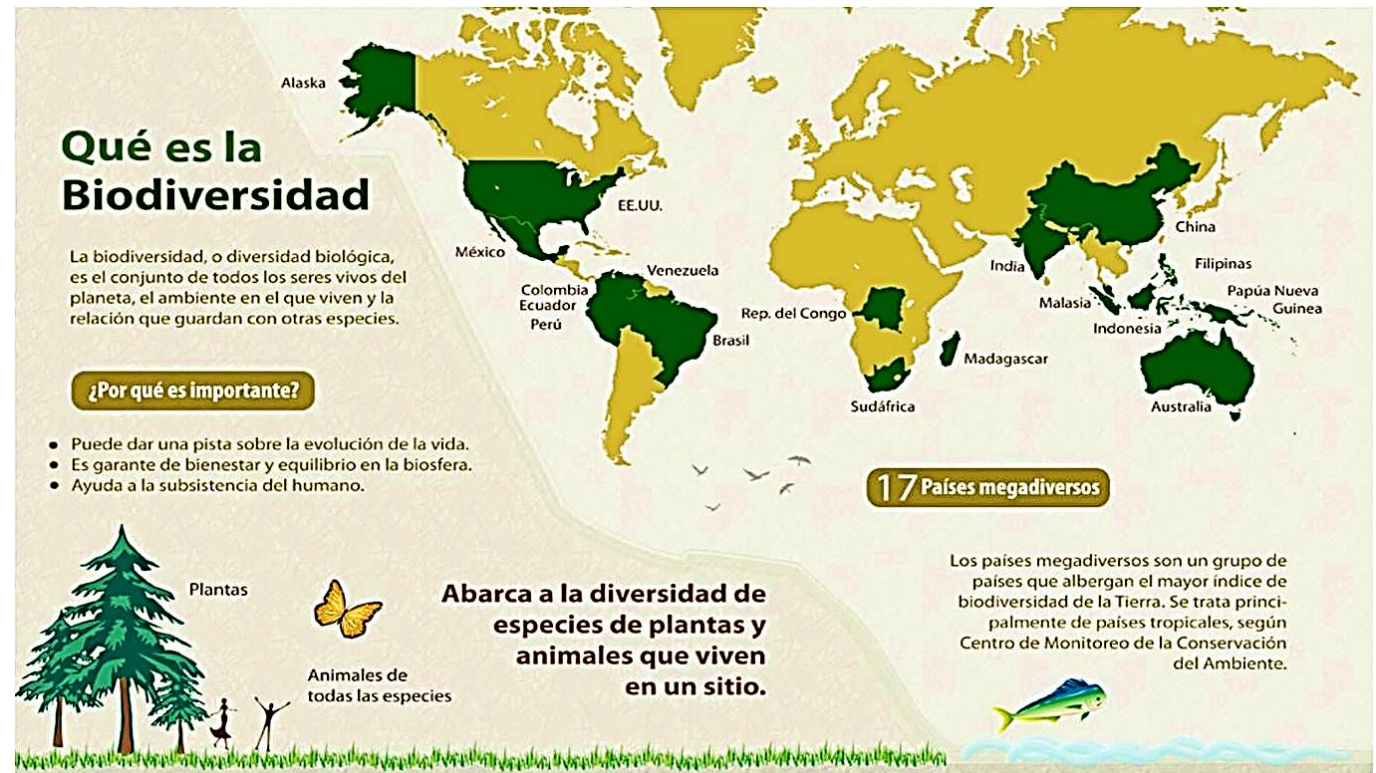 Qué es la
Biodiversidad
La biodiversidad, o diversidad biológica,
es el conjunto de todos los seres vivos del
planeta, el ambiente en el que viven y la
relación que guardan con otras especies.
¿Por qué es importante?
• Puede dar una pista sobre la evolución de la vida.
• Es garante de bienestar y equilibrio en la biosfera.
• Ayuda a la subsistencia del humano.
Plantas
Animales de
todas las especies
Abarca a la diversidad de
especies de plantas y
animales que viven
en un sitio.
Alaska
EE.UU.
México
Venezuela
Colombia
Ecuador
Perú
Brasil
Rep. del Congo
Madagascar
Sudáfrica
India
China
Filipinas
Malasia
Indonesia
Papúa Nueva
Guinea
Australia
17 Países megadiversos
Los países megadiversos son un grupo de
países que albergan el mayor índice de
biodiversidad de la Tierra. Se trata princi-
palmente de países tropicales, según
Centro de Monitoreo de la Conservación
del Ambiente.